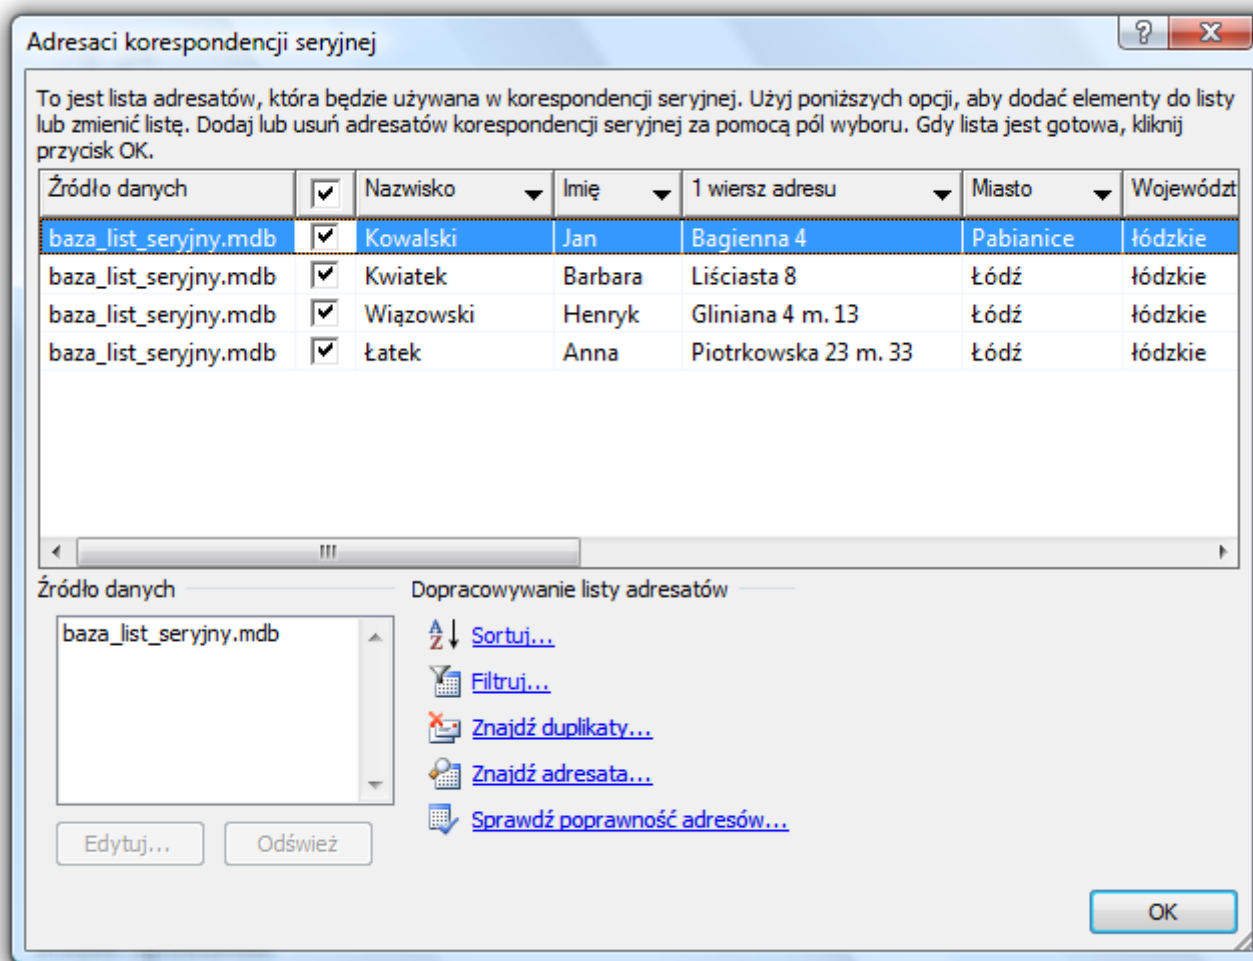 Adresaci korespondencji seryjnej
To jest lista adresatów, która będzie używana w korespondencji seryjnej. Użyj poniższych opcji, aby dodać elementy do listy
lub zmienić listę. Dodaj lub usuń adresatów korespondencji seryjnej za pomocą pól wyboru. Gdy lista jest gotowa, kliknij
przycisk OK.
Źródło danych Nazwisko Imię 1 wiersz adresu Miasto Województ
baza_list_seryjny.mdb Kowalski Jan Bagienna 4 Pabianice łódzkie
baza_list_seryjny.mdb Kwiatek Barbara Liściasta 8 Łódź łódzkie
baza_list_seryjny.mdb Wiązowski Henryk Gliniana 4 m. 13 Łódź łódzkie
baza_list_seryjny.mdb Łatek Anna Piotrkowska 23 m. 33 Łódź łódzkie
Źródło danych Dopracowywanie listy adresatów
baza_list_seryjny.mdb
Sortuj...
Filtruj...
Znajdź duplikaty...
Znajdź adresata...
Sprawdź poprawność adresów...
Edytuj... Odśwież
OK